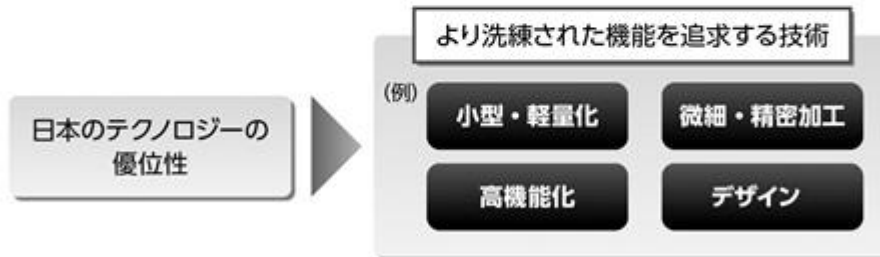 より洗練された機能を追求する技術
(例)
小型・軽量化
微細・精密加工
日本のテクノロジーの
優位性
高機能化
デザイン